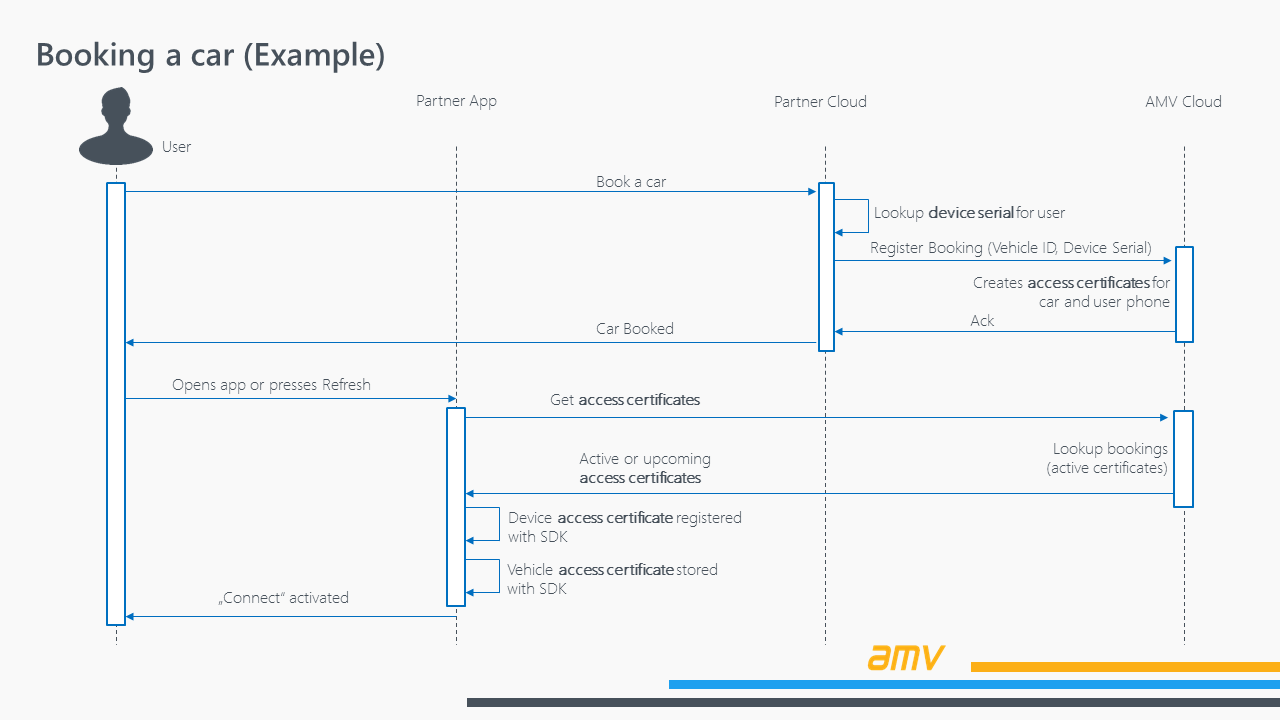 Booking a car (Example)
Partner App
Partner Cloud
AMV Cloud
User
Book a car
Lookup device serial for user
Register Booking (Vehicle ID, Device Serial)
Creates access certificates for
car and user phone
Ack
Car Booked
Opens app or presses Refresh
Get access certificates
Lookup bookings
(active certificates)
Active or upcoming
access certificates
Device access certificate registered
with SDK
Vehicle access certificate stored
with SDK
„Connect“ activated
amv